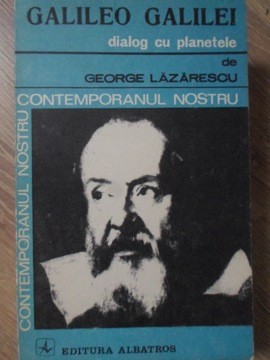 GALILEO GALILEI
dialog cu planetele
de
GEORGE LĂZĂRESCU
CONTEMPORANUL NOSTRU
CONTEMPORANUL NOSTRU
EDITURA ALBATROS